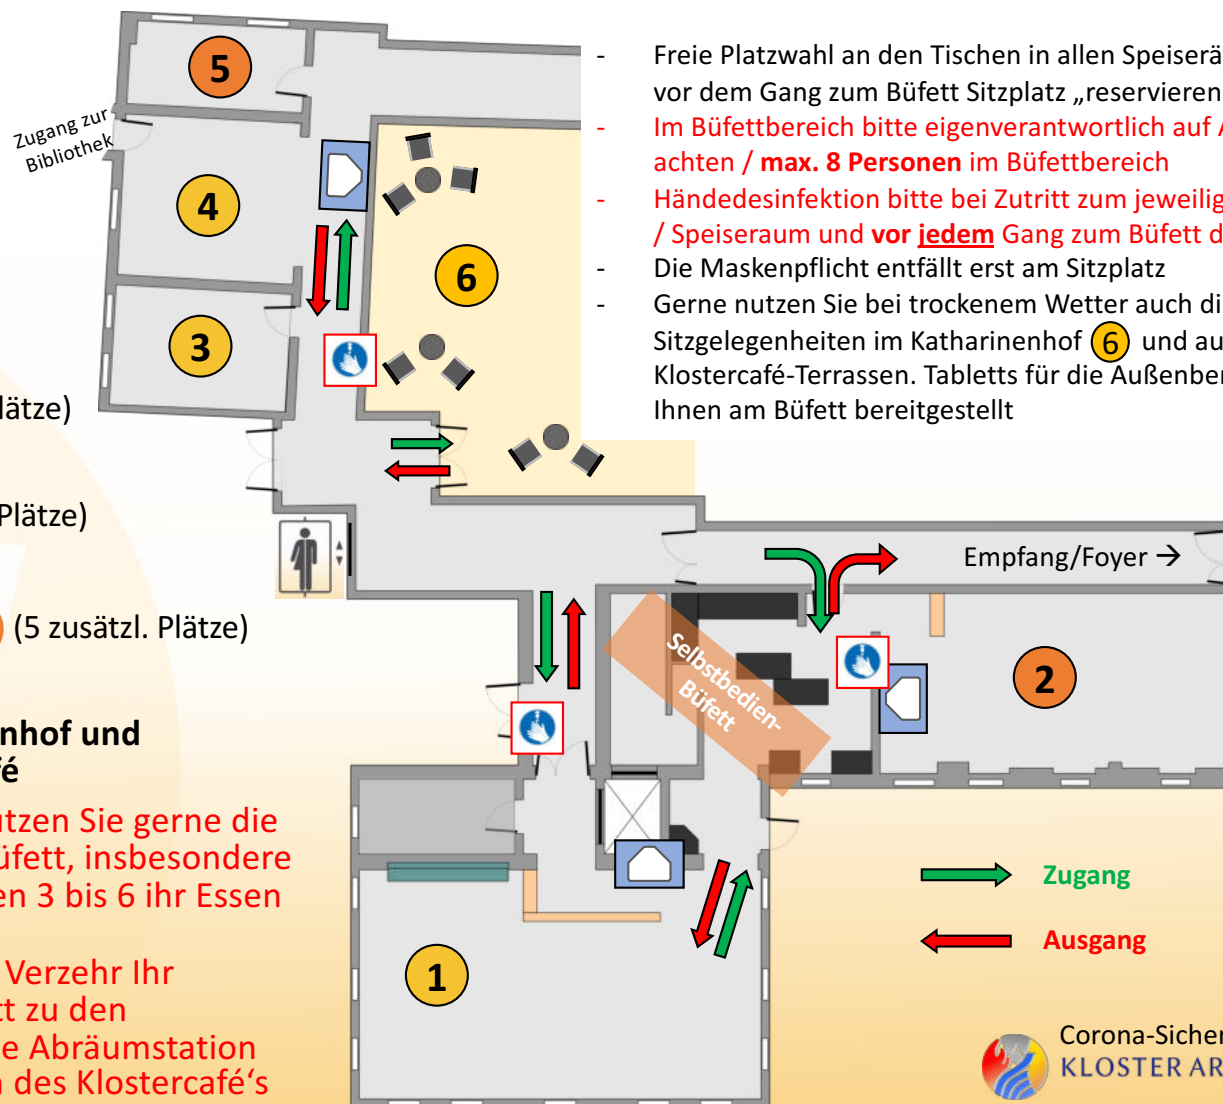 - Freie Platzwahl an den Tischen in allen Speiserä
vor dem Gang zum Büfett Sitzplatz „reservieren
- Im Büfettbereich bitte eigenverantwortlich auf A
achten / max. 8 Personen im Büfettbereich
- Händedesinfektion bitte bei Zutritt zum jeweilig
/ Speiseraum und vor jedem Gang zum Büfett d
- Die Maskenpflicht entfällt erst am Sitzplatz
- Gerne nutzen Sie bei trockenem Wetter auch di
Sitzgelegenheiten im Katharinenhof 6 und au
Klostercafé-Terrassen. Tabletts für die Außenber
Ihnen am Büfett bereitgestellt
5
Zugang zur
Bibliothek
4
6
3
lätze)
Plätze)
(5 zusätzl. Plätze)
Empfang/Foyer →
Selbstbedien-
Büfett
2
nhof und
fé
utzen Sie gerne die
üfett, insbesondere
en 3 bis 6 ihr Essen
Verzehr Ihr
tt zu den
e Abräumstation
n des Klostercafé‘s
1
Zugang
Ausgang
Corona-Sicher
KLOSTER AR